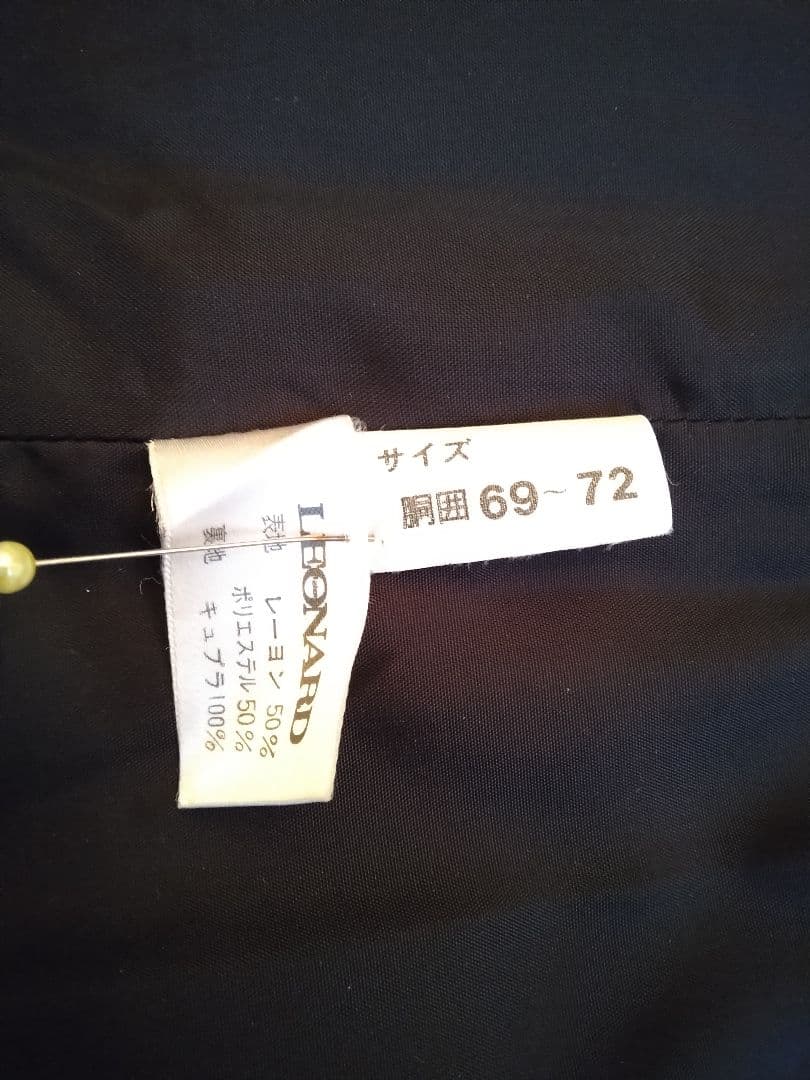 サイズ
胴囲 69~72
LEONARD
表地 レーヨン 50%
ポリエステル 50%
裏地 キュプラ 100%